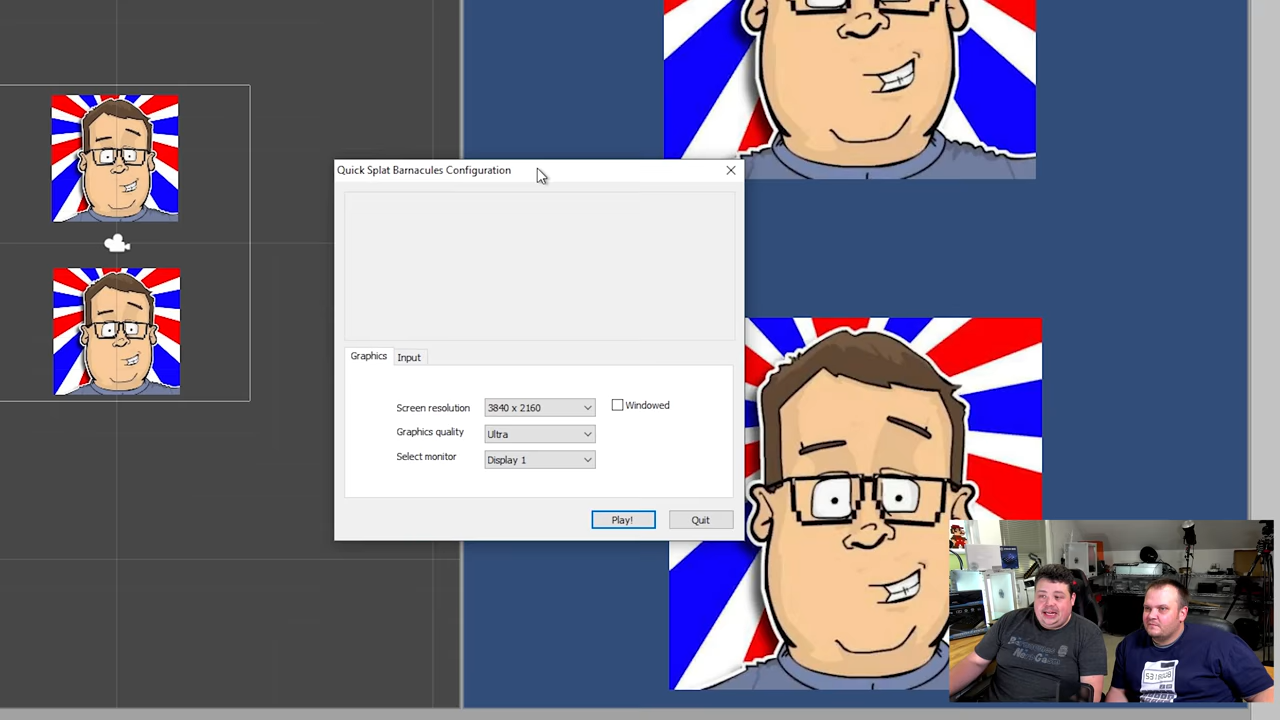 Quick Splat Barnacules Configuration
Graphics
Input
Screen resolution
3840 x 2160
Windowed
Graphics quality
Ultra
Select monitor
Display 1
Play!
Quit